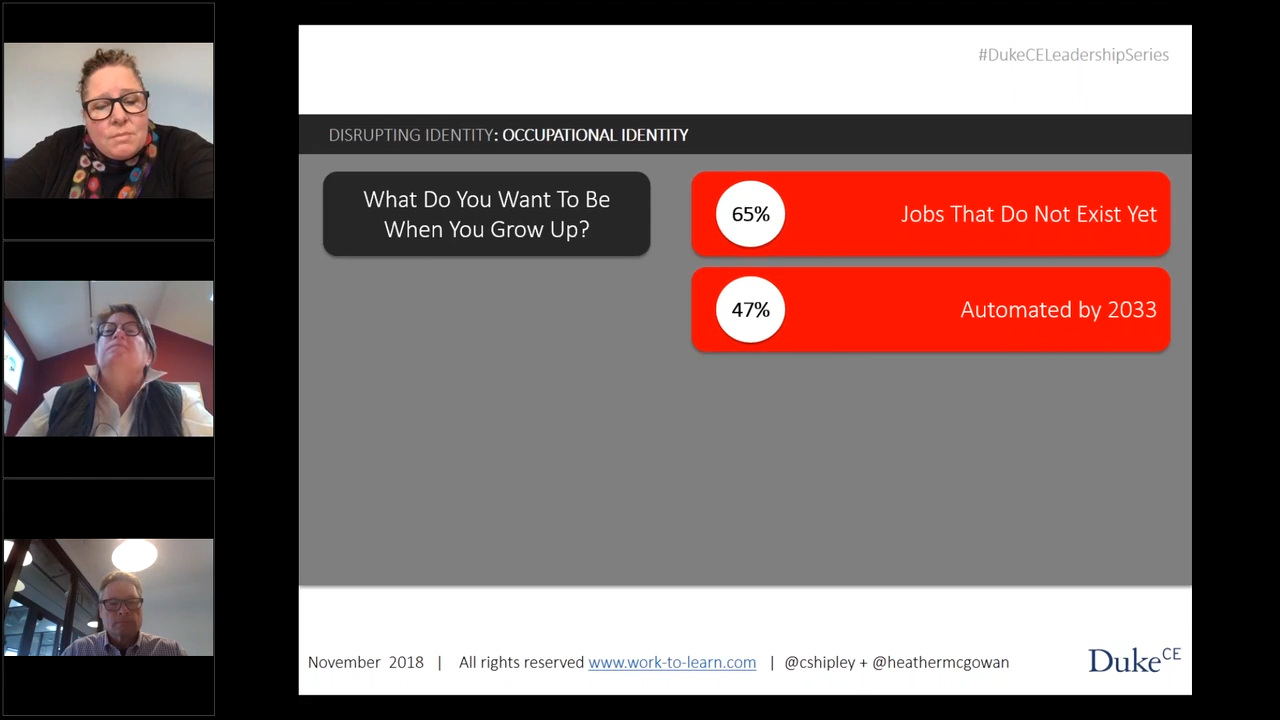 #DukeCELeadershipSeries
DISRUPTING IDENTITY: OCCUPATIONAL IDENTITY
What Do You Want To Be
When You Grow Up?
65%
Jobs That Do Not Exist Yet
47%
Automated by 2033
November 2018 | All rights reserved www.work-to-learn.com | @cshipley + @heathermcgowan
Duke CE